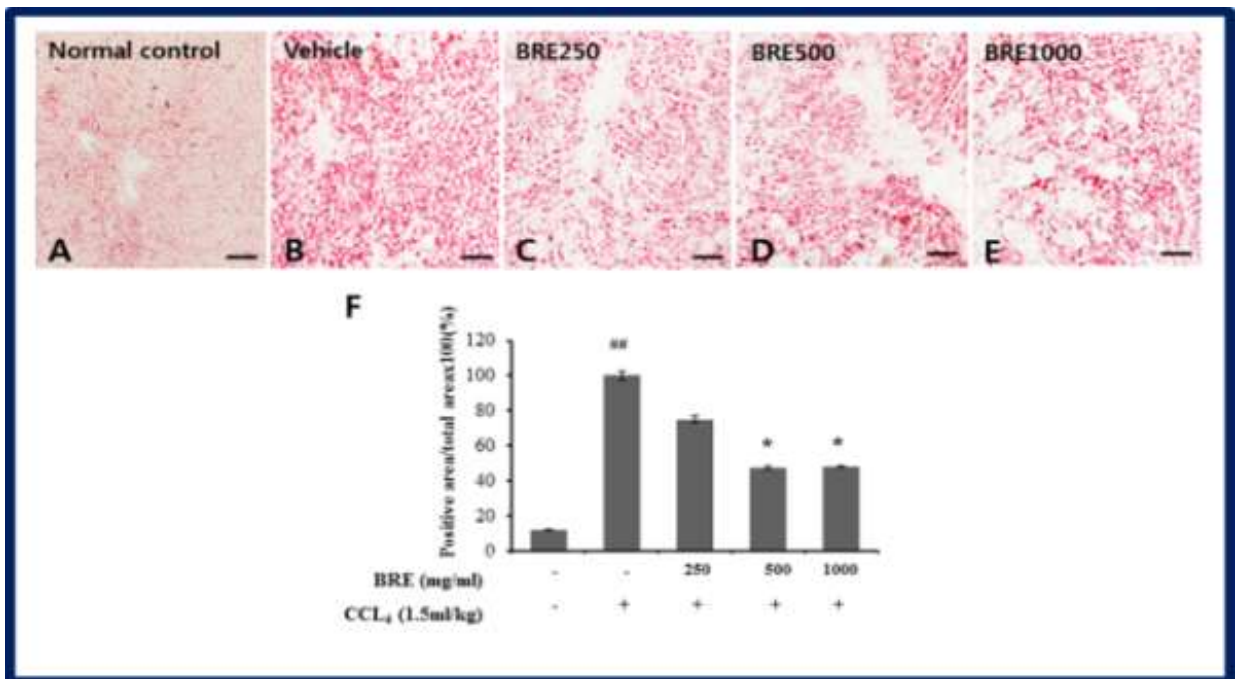 Normal control Vehicle BRE250 BRE500 BRE1000
A B C D E
F
Positive area/total areax100(%)
120
##
100
80
60
* *
40
20
0
BRE (mg/ml) - - 250 500 1000
CCL₄ (1.5ml/kg) - + + + +